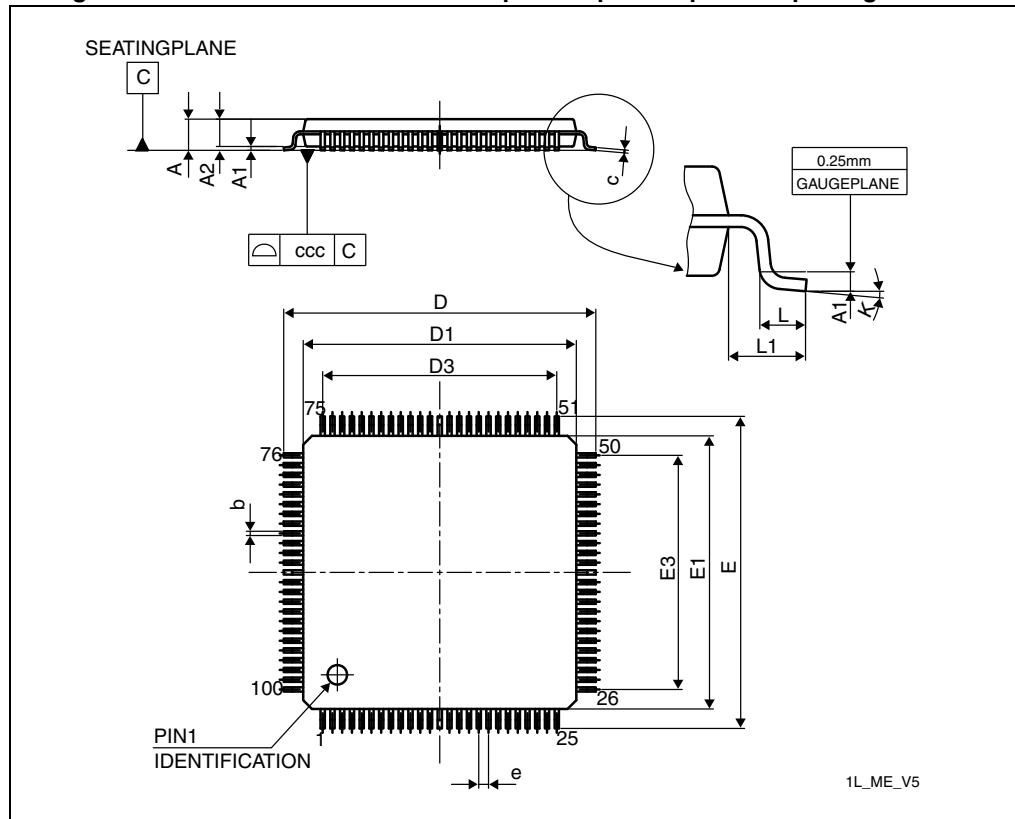 SEATINGPLANE
C
A
A2
A1
c
0.25mm
GAUGEPLANE
ccc C
A1
K
L
L1
D
D1
D3
75
51
76
50
b
E3
E1
E
100
26
PIN1
IDENTIFICATION
1
25
e
1L_ME_V5